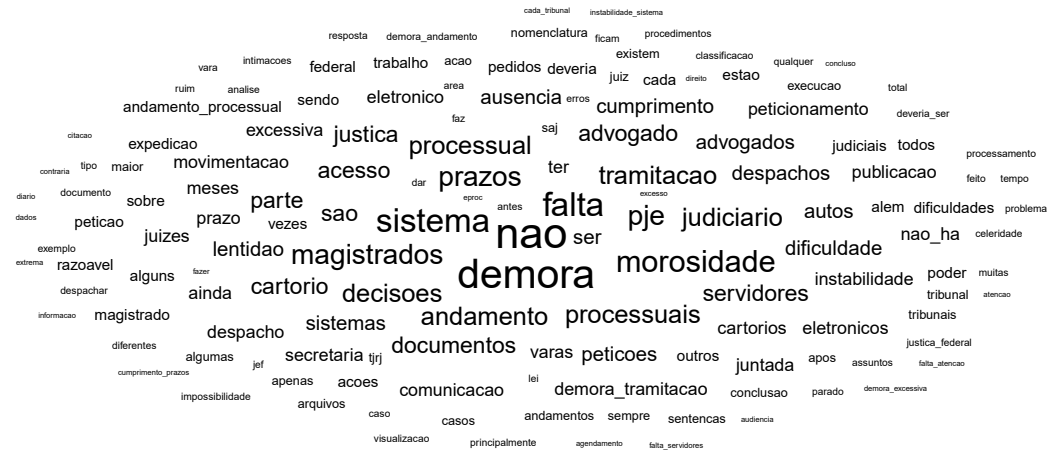 cada_tribunal instabilidade_sistema
resposta demora_andamento nomenclatura ficam procedimentos
existem classificacao qualquer concluso
vara intimacoes federal trabalho acao pedidos deveria juiz cada direito estao
ruim analise area execucao total
andamento_processual sendo eletronico ausencia erros cumprimento peticionamento deveria_ser
citacao expedicao excessiva justica faz processual saj advogado advogados judiciais todos
contraria tipo maior movimentacao acesso prazos ter tramitacao despachos publicacao processamento
diario documento sobre meses parte dar eproc antes excesso feito tempo
dados peticao prazo vezes sao sistema falta pje judiciario autos alem dificuldades problema
exemplo juizes lentidao magistrados nao ser morosidade dificuldade nao_ha celeridade
extrema razoavel alguns fazer demora instabilidade poder muitas
despachar ainda cartorio decisoes servidores tribunal atencao
informacao magistrado despacho sistemas andamento processuais cartorios eletronicos tribunais
diferentes algumas jef secretaria tjrj documentos varas peticoes outros juntada apos assuntos justica_federal falta_atencao
cumprimento_prazos apenas acoes comunicacao lei demora_tramitacao conclusao parado demora_excessiva
impossibilidade arquivos caso casos andamentos sempre sentencas audiencia
visualizacao principalmente agendamento falta_servidores